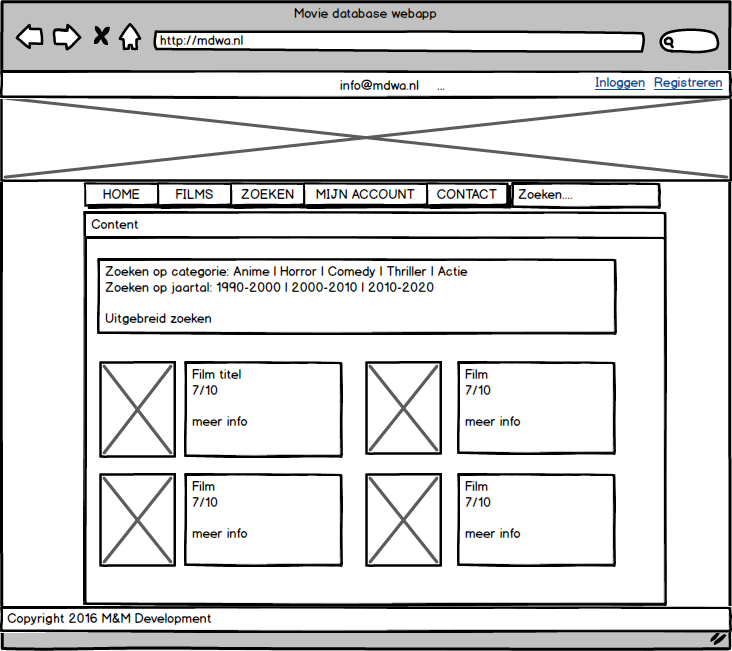 Movie database webapp
http://mdwa.nl
info@mdwa.nl ...
Inloggen Registreren
HOME FILMS ZOEKEN MIJN ACCOUNT CONTACT Zoeken....
Content
Zoeken op categorie: Anime | Horror | Comedy | Thriller | Actie
Zoeken op jaartal: 1990-2000 | 2000-2010 | 2010-2020
Uitgebreid zoeken
Film titel
7/10
meer info
Film
7/10
meer info
Film
7/10
meer info
Film
7/10
meer info
Copyright 2016 M&M Development